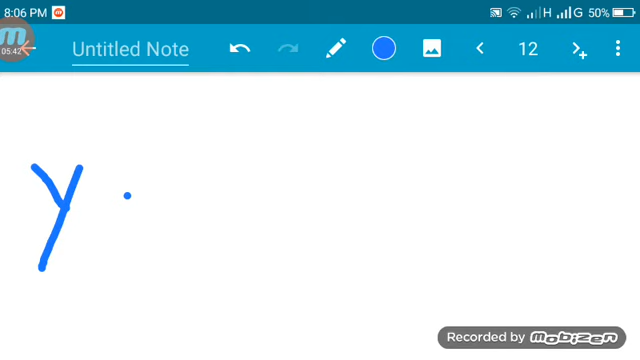 8:06 PM H G 50%
05:42 Untitled Note 12
y .
Recorded by mobizen